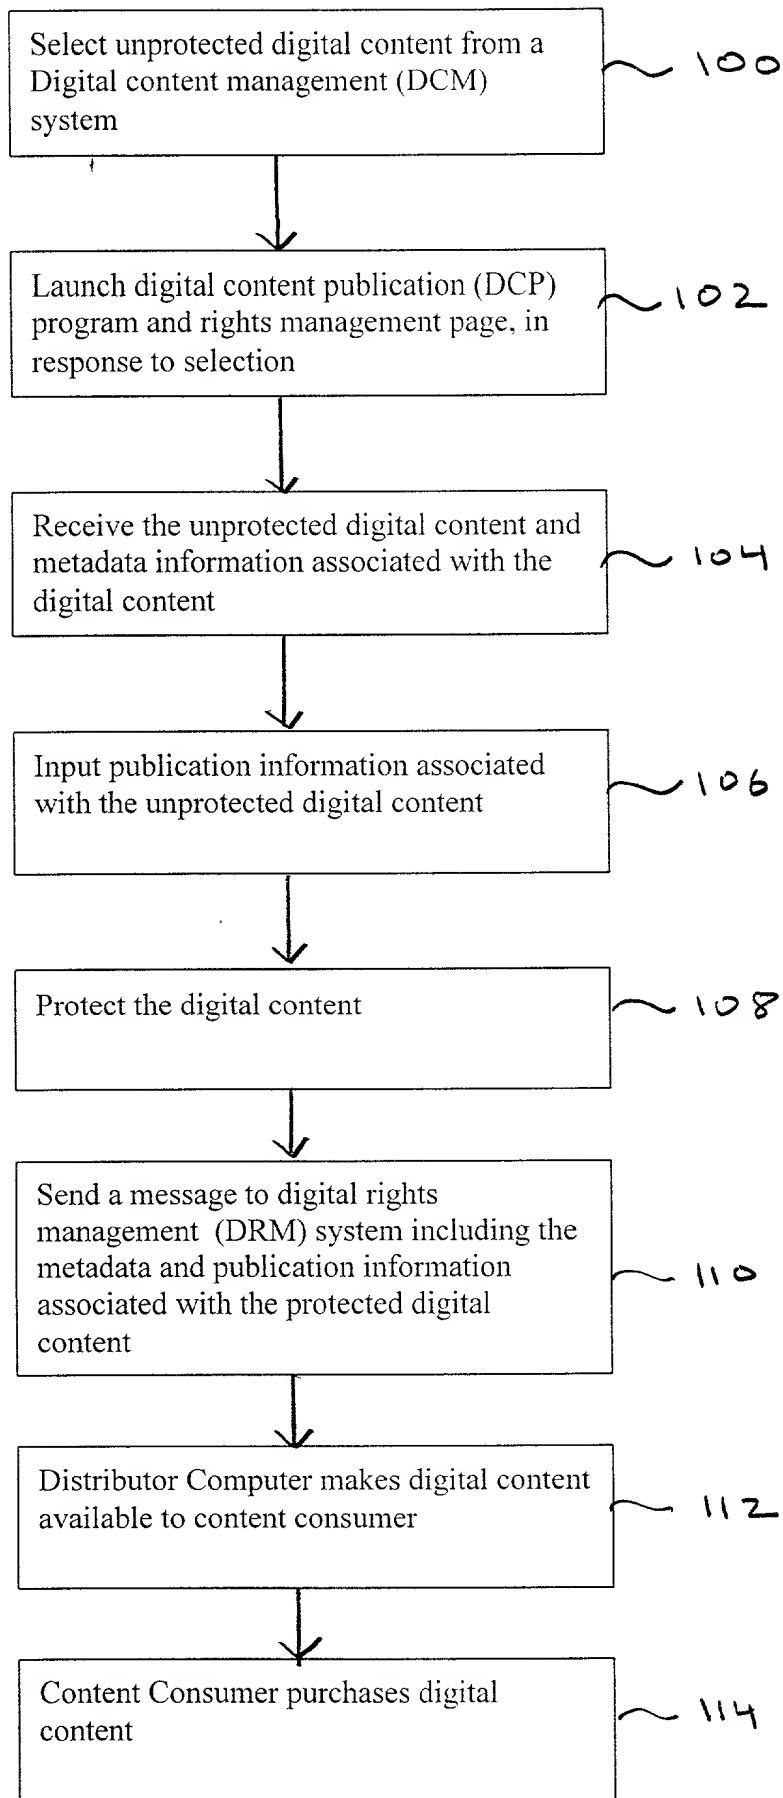 Select unprotected digital content from a
Digital content management (DCM)
system
100
Launch digital content publication (DCP)
program and rights management page, in
response to selection
102
Receive the unprotected digital content and
metadata information associated with the
digital content
104
Input publication information associated
with the unprotected digital content
106
Protect the digital content
108
Send a message to digital rights
management (DRM) system including the
metadata and publication information
associated with the protected digital
content
110
Distributor Computer makes digital content
available to content consumer
112
Content Consumer purchases digital
content
114